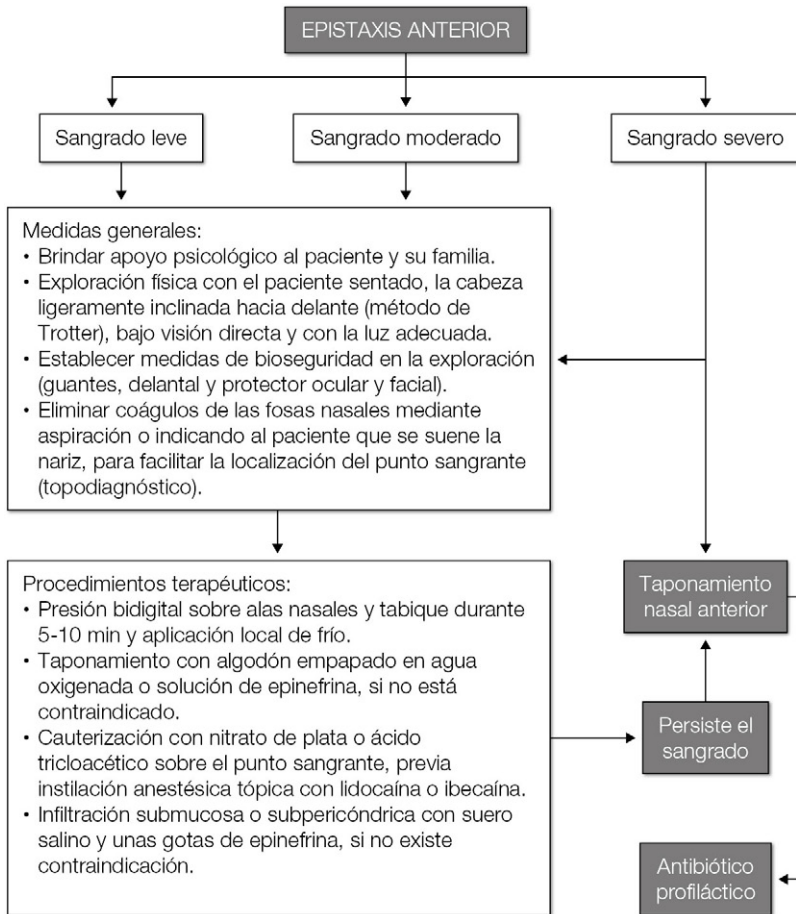 EPISTAXIS ANTERIOR
Sangrado leve
Sangrado moderado
Sangrado severo
Medidas generales:
• Brindar apoyo psicológico al paciente y su familia.
• Exploración física con el paciente sentado, la cabeza
ligeramente inclinada hacia delante (método de
Trotter), bajo visión directa y con la luz adecuada.
• Establecer medidas de bioseguridad en la exploración
(guantes, delantal y protector ocular y facial).
• Eliminar coágulos de las fosas nasales mediante
aspiración o indicando al paciente que se suene la
nariz, para facilitar la localización del punto sangrante
(topodiagnóstico).
Procedimientos terapéuticos:
• Presión bidigital sobre alas nasales y tabique durante
5-10 min y aplicación local de frío.
• Taponamiento con algodón empapado en agua
oxigenada o solución de epinefrina, si no está
contraindicado.
• Cauterización con nitrato de plata o ácido
tricloacético sobre el punto sangrante, previa
instilación anestésica tópica con lidocaína o ibecaína.
• Infiltración submucosa o subpericóndrica con suero
salino y unas gotas de epinefrina, si no existe
contraindicación.
Taponamiento
nasal anterior
Persiste el
sangrado
Antibiótico
profiláctico